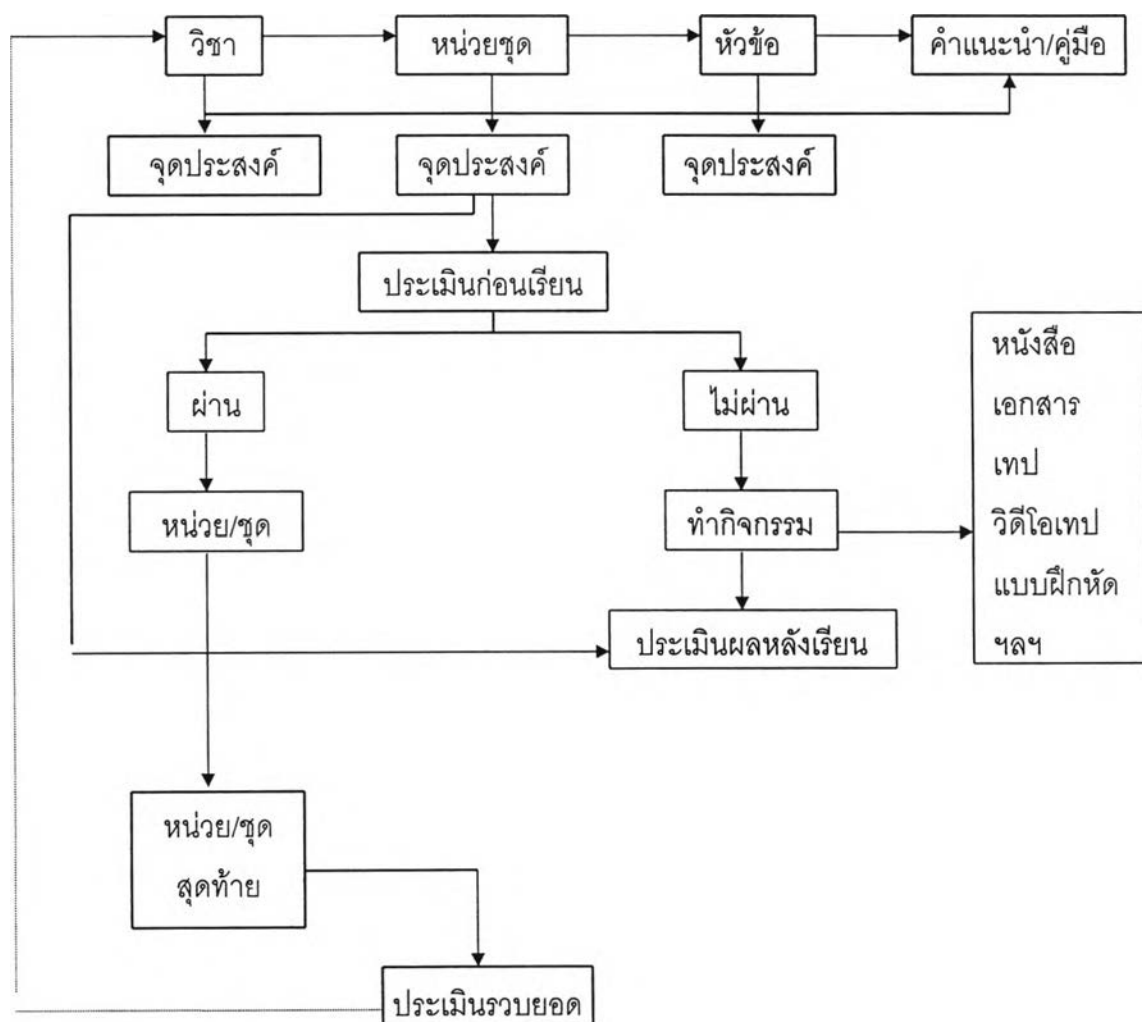 วิชา
หน่วยชุด
หัวข้อ
คำแนะนำ/คู่มือ
จุดประสงค์
จุดประสงค์
จุดประสงค์
ประเมินก่อนเรียน
ผ่าน
ไม่ผ่าน
หน่วย/ชุด
ทำกิจกรรม
หนังสือ
เอกสาร
เทป
วิดีโอเทป
แบบฝึกหัด
ฯลฯ
ประเมินผลหลังเรียน
หน่วย/ชุด
สุดท้าย
ประเมินรวบยอด